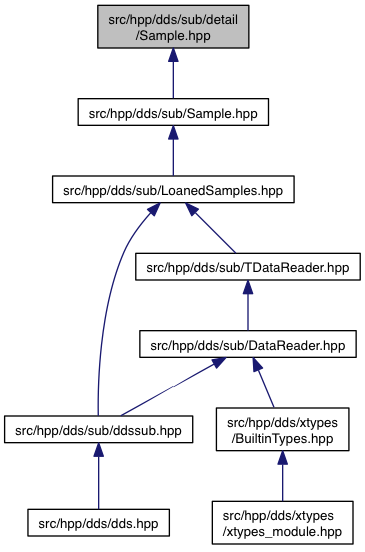 src/hpp/dds/sub/detail
/Sample.hpp
src/hpp/dds/sub/Sample.hpp
src/hpp/dds/sub/LoanedSamples.hpp
src/hpp/dds/sub/TDataReader.hpp
src/hpp/dds/sub/DataReader.hpp
src/hpp/dds/sub/ddssub.hpp
src/hpp/dds/xtypes
/BuiltinTypes.hpp
src/hpp/dds/dds.hpp
src/hpp/dds/xtypes
/xtypes_module.hpp